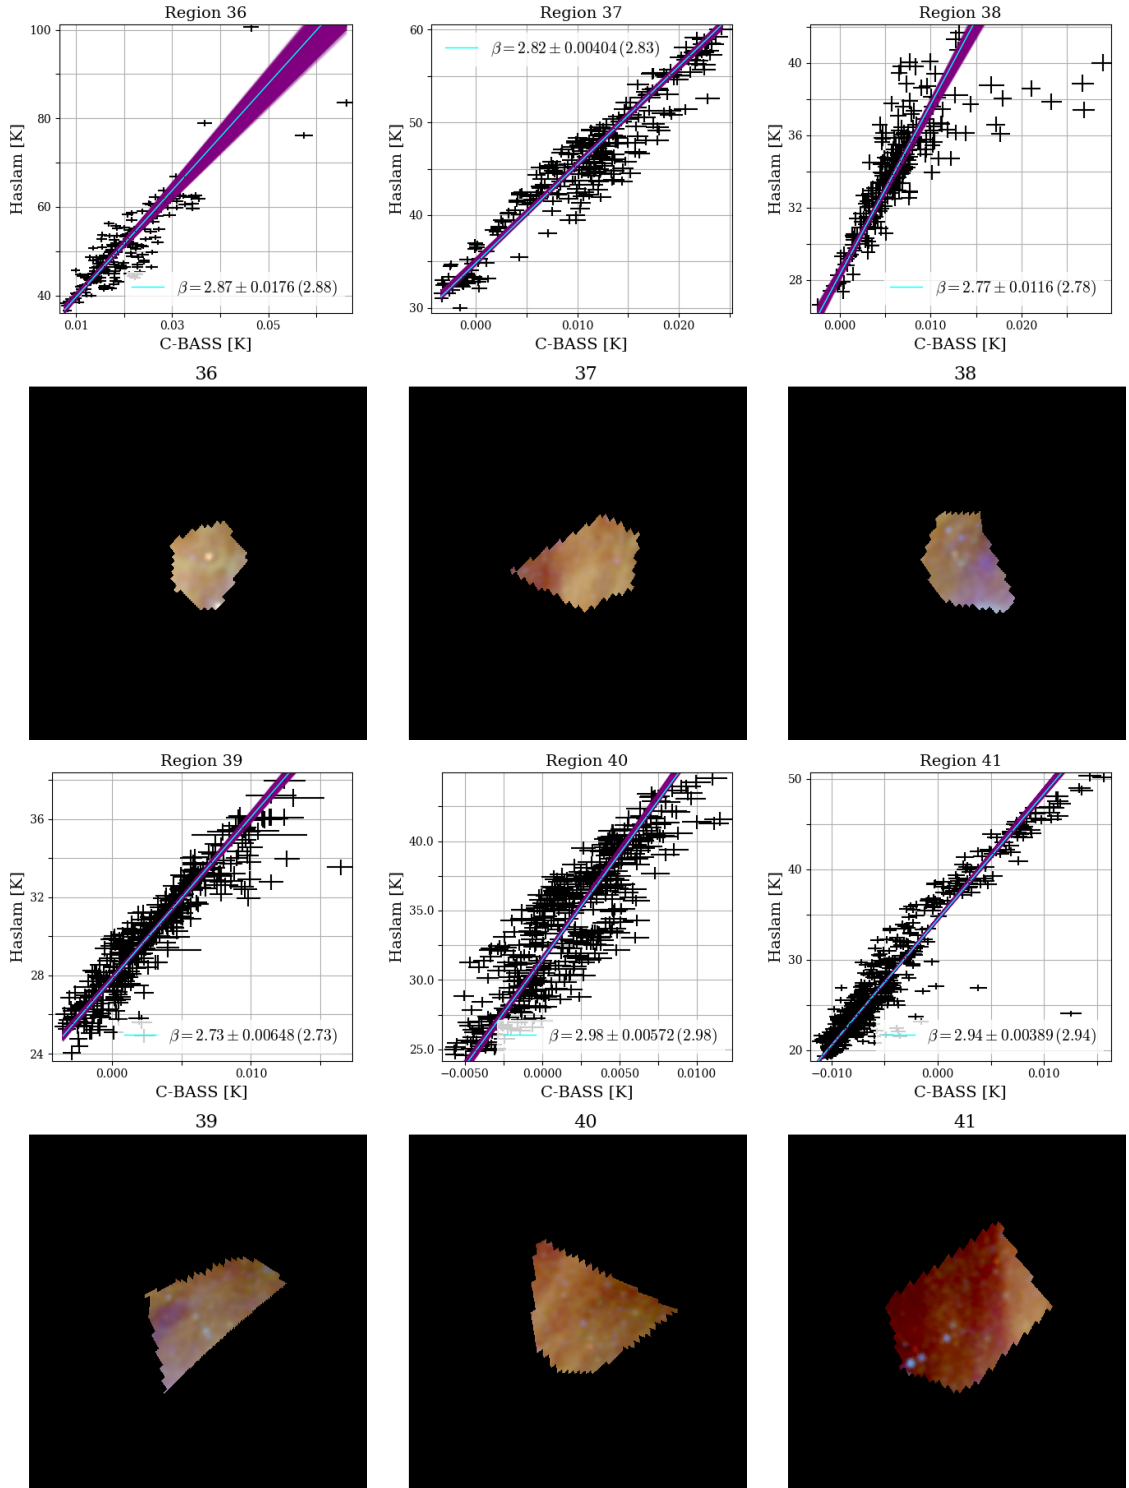 Region 36
Region 37
Region 38
100
80
60
40
Haslam [K]
β = 2.87 ± 0.0176 (2.88)
0.01
0.03
0.05
C-BASS [K]
60
50
40
30
Haslam [K]
β = 2.82 ± 0.00404 (2.83)
0.000
0.010
0.020
C-BASS [K]
40
36
32
28
Haslam [K]
β = 2.77 ± 0.0116 (2.78)
0.000
0.010
0.020
C-BASS [K]
36
37
38
Region 39
Region 40
Region 41
36
32
28
24
Haslam [K]
β = 2.73 ± 0.00648 (2.73)
0.000
0.010
C-BASS [K]
40.0
35.0
30.0
25.0
Haslam [K]
β = 2.98 ± 0.00572 (2.98)
−0.0050
0.0000
0.0050
0.0100
C-BASS [K]
50
40
30
20
Haslam [K]
β = 2.94 ± 0.00389 (2.94)
−0.010
0.000
0.010
C-BASS [K]
39
40
41